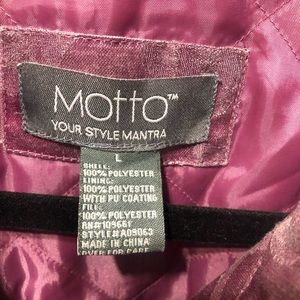 Motto™
YOUR STYLE MANTRA
L
SHELL:
100% POLYESTER
LINING:
100% POLYESTER
WITH PU COATING
FILL:
100% POLYESTER
RN#109661
STYLE#A09063
MADE IN CHINA
OVER FOR CARE